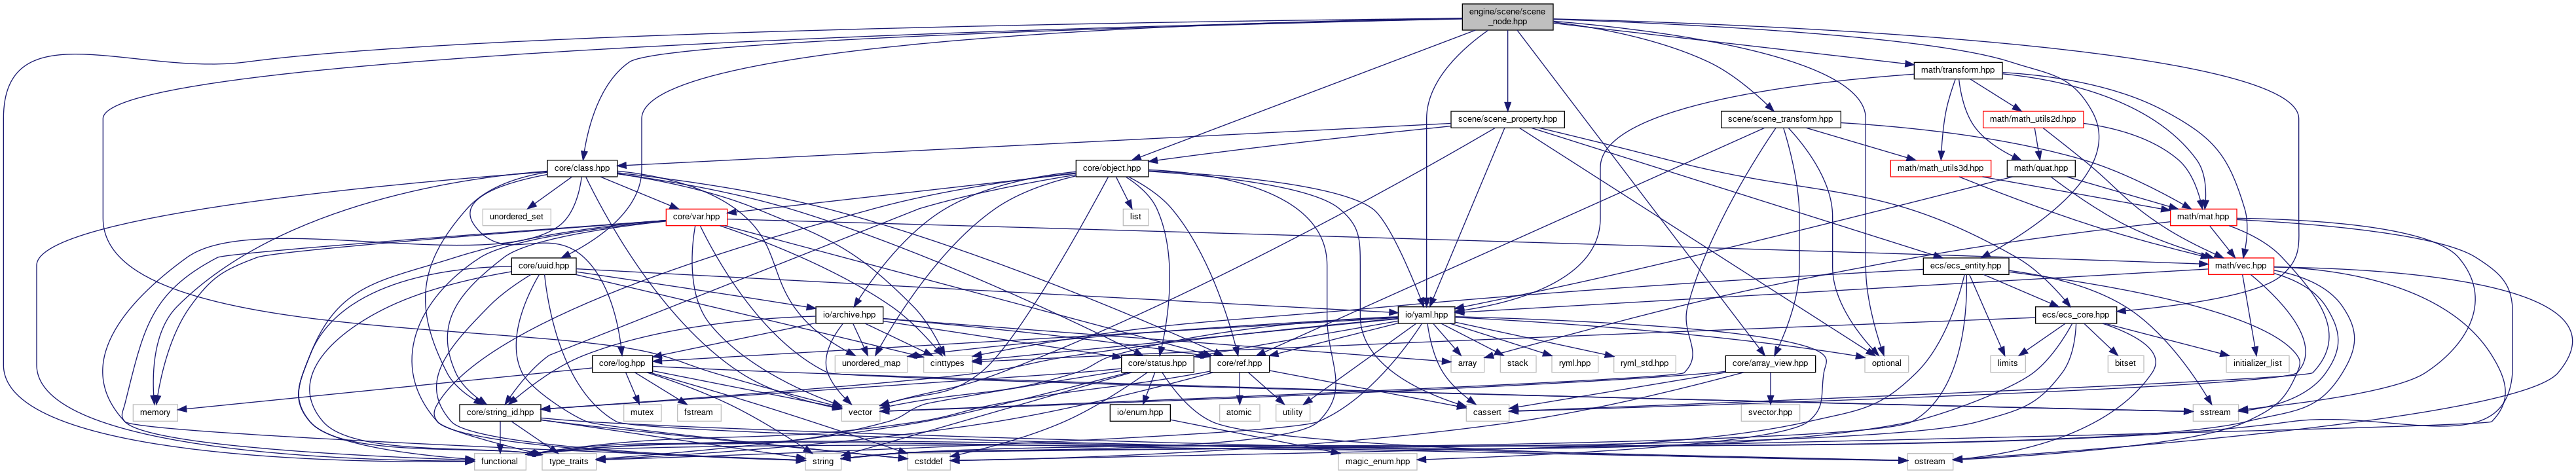 engine/scene/scene
_node.hpp
math/transform.hpp
scene/scene_property.hpp
scene/scene_transform.hpp
math/math_utils2d.hpp
core/class.hpp
core/object.hpp
math/math_utils3d.hpp
math/quat.hpp
unordered_set
core/var.hpp
list
math/mat.hpp
core/uuid.hpp
ecs/ecs_entity.hpp
math/vec.hpp
io/archive.hpp
io/yaml.hpp
ecs/ecs_core.hpp
core/log.hpp
unordered_map
cinttypes
core/status.hpp
core/ref.hpp
array
stack
ryml.hpp
ryml_std.hpp
core/array_view.hpp
optional
limits
bitset
initializer_list
memory
core/string_id.hpp
mutex
fstream
vector
io/enum.hpp
atomic
utility
cassert
svector.hpp
sstream
functional
type_traits
magic_enum.hpp
string
cstddef
ostream